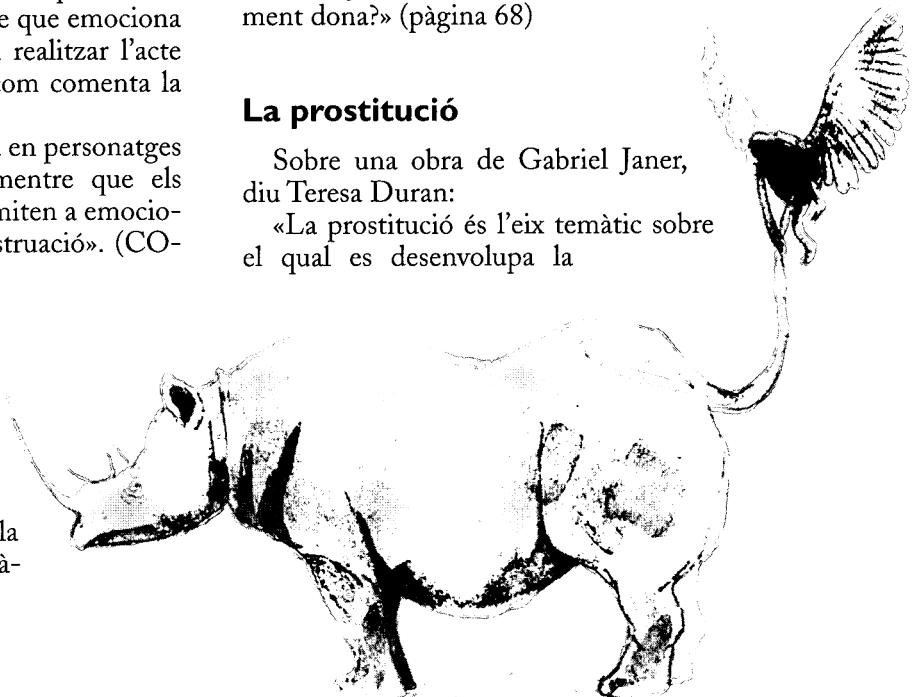 e que emociona
realitzar l'acte
com comenta la
en personatges
mentre que els
miten a emocio-
struació». (CO-
la
à-
ment dona?» (pàgina 68)
La prostitució
Sobre una obra de Gabriel Janer,
diu Teresa Duran:
«La prostitució és l'eix temàtic sobre
el qual es desenvolupa la